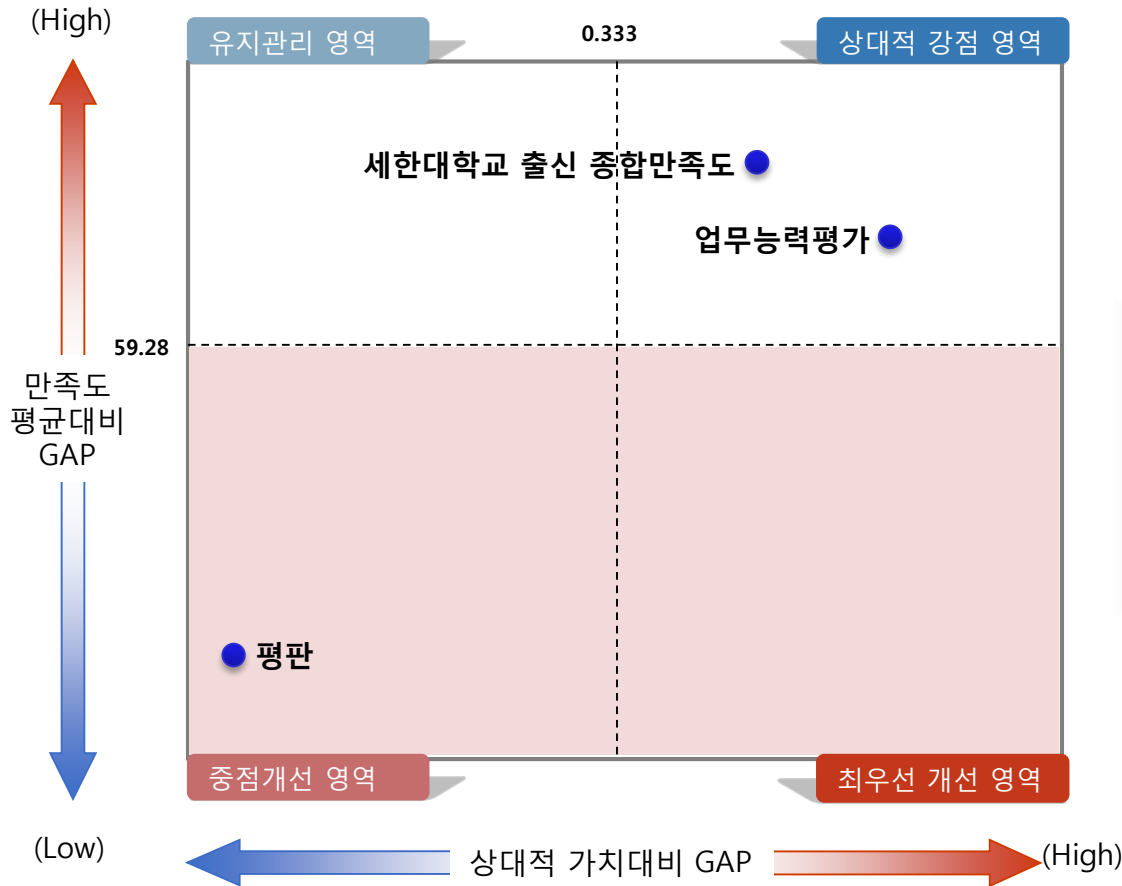 (High)
유지관리 영역
0.333
상대적 강점 영역
세한대학교 출신 종합만족도
업무능력평가
59.28
만족도
평균대비
GAP
평판
중점개선 영역
최우선 개선 영역
(Low)
상대적 가치대비 GAP
(High)